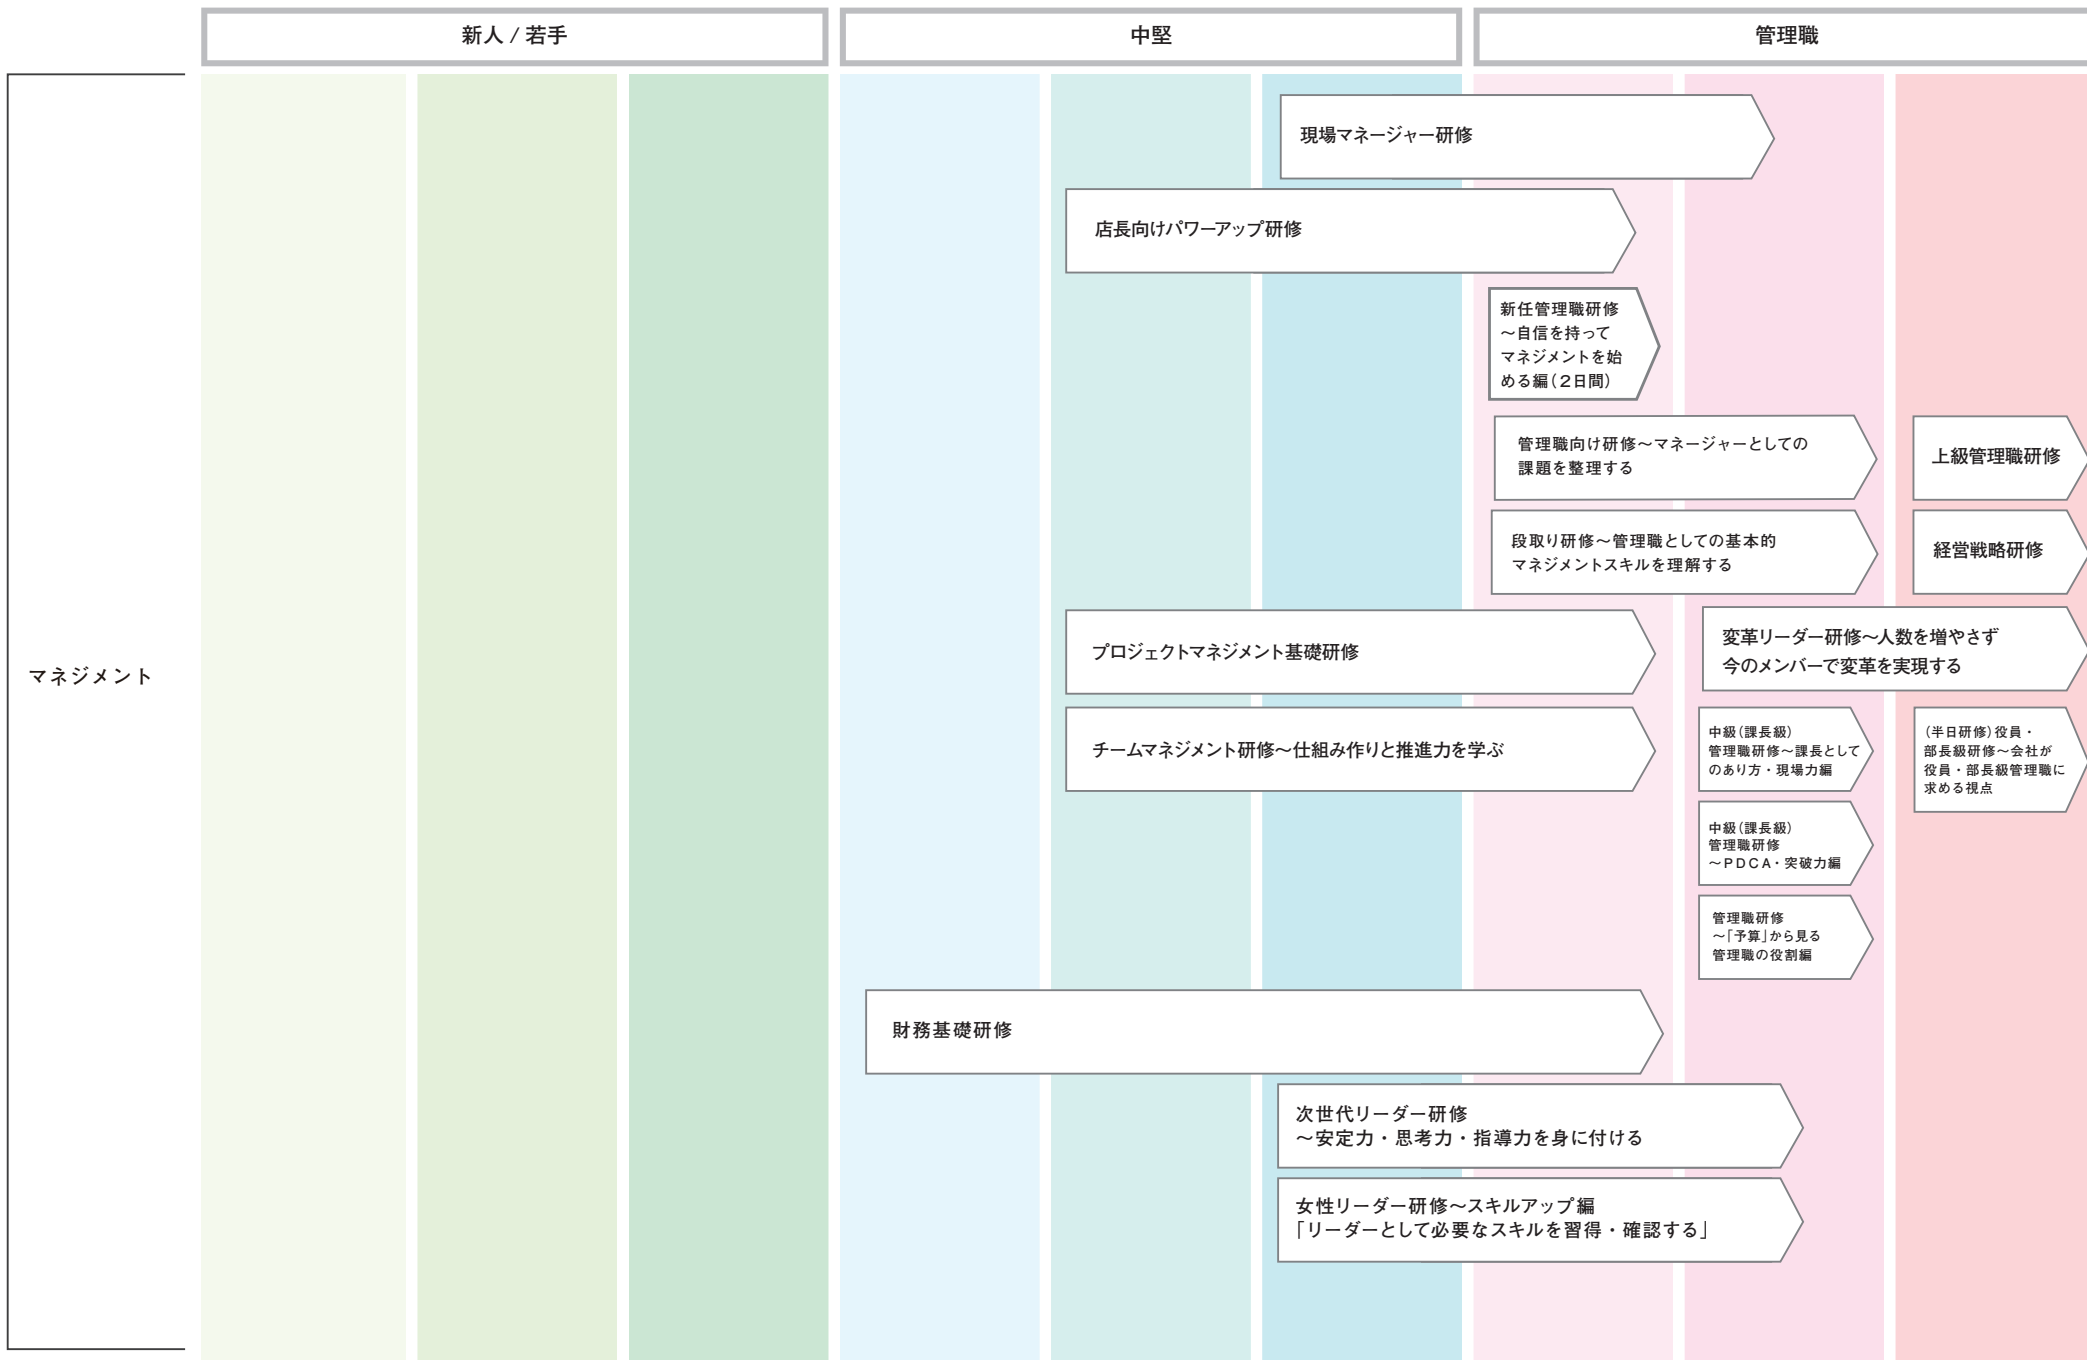 新人 / 若手
中堅
管理職
マネジメント
現場マネージャー研修
店長向けパワーアップ研修
新任管理職研修
～自信を持って
マネジメントを始
める編(2日間)
管理職向け研修～マネージャーとしての
課題を整理する
上級管理職研修
段取り研修～管理職としての基本的
マネジメントスキルを理解する
経営戦略研修
プロジェクトマネジメント基礎研修
変革リーダー研修～人数を増やさず
今のメンバーで変革を実現する
チームマネジメント研修～仕組み作りと推進力を学ぶ
中級(課長級)
管理職研修～課長として
のあり方・現場力編
(半日研修)役員・
部長級研修～会社が
役員・部長級管理職に
求める視点
中級(課長級)
管理職研修
～PDCA・突破力編
管理職研修
～「予算」から見る
管理職の役割編
財務基礎研修
次世代リーダー研修
～安定力・思考力・指導力を身に付ける
女性リーダー研修～スキルアップ編
「リーダーとして必要なスキルを習得・確認する」